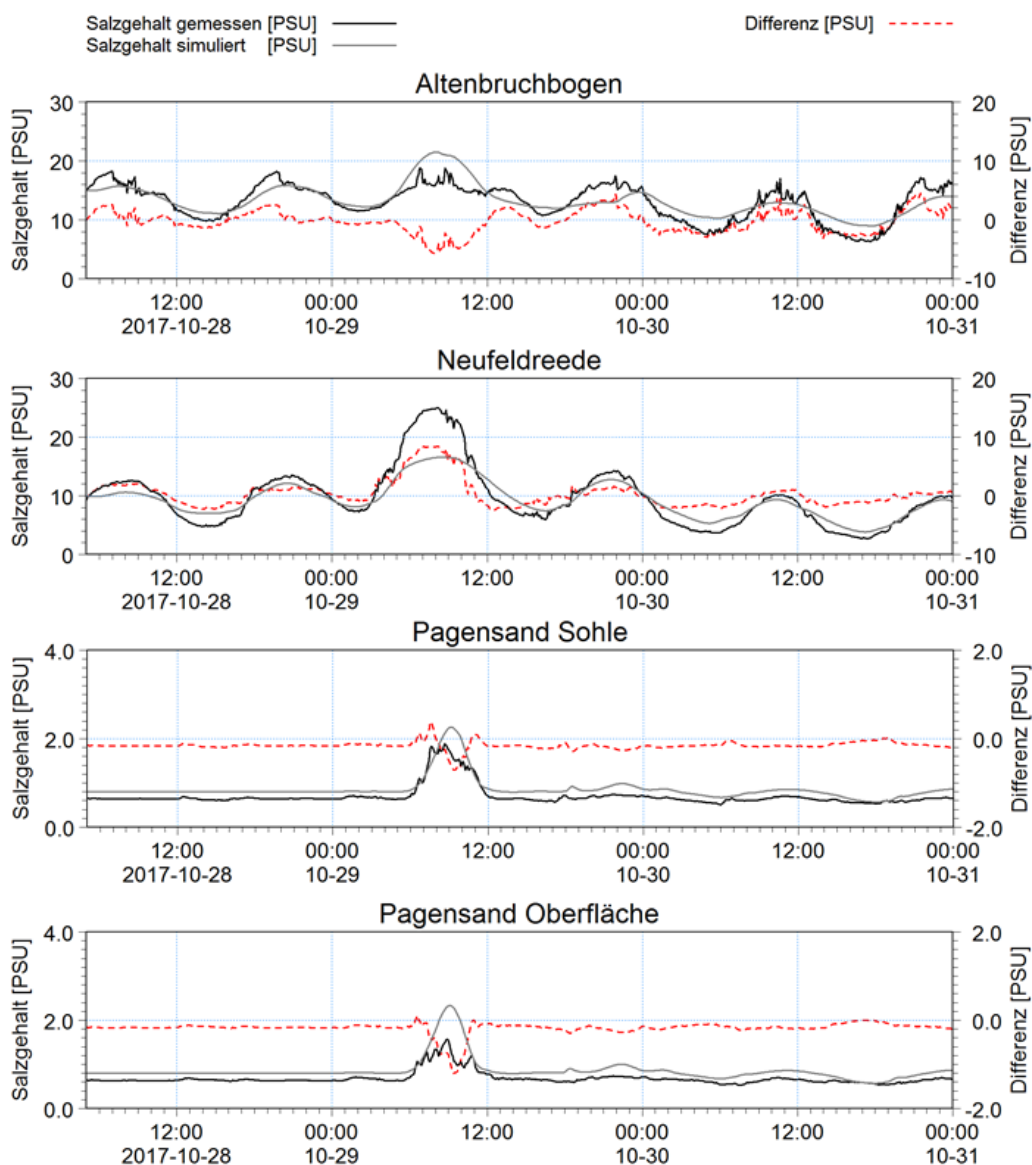 Salzgehalt gemessen [PSU] Differenz [PSU]
Salzgehalt simuliert [PSU]
Altenbruchbogen
Salzgehalt [PSU]
30
20
10
0
Differenz [PSU]
20
10
0
-10
12:00 00:00 12:00 00:00 12:00 00:00
2017-10-28 10-29 10-30 10-31
Neufeldreede
Salzgehalt [PSU]
30
20
10
0
Differenz [PSU]
20
10
0
-10
12:00 00:00 12:00 00:00 12:00 00:00
2017-10-28 10-29 10-30 10-31
Pagensand Sohle
Salzgehalt [PSU]
4.0
2.0
0.0
Differenz [PSU]
2.0
0.0
-2.0
12:00 00:00 12:00 00:00 12:00 00:00
2017-10-28 10-29 10-30 10-31
Pagensand Oberfläche
Salzgehalt [PSU]
4.0
2.0
0.0
Differenz [PSU]
2.0
0.0
-2.0
12:00 00:00 12:00 00:00 12:00 00:00
2017-10-28 10-29 10-30 10-31